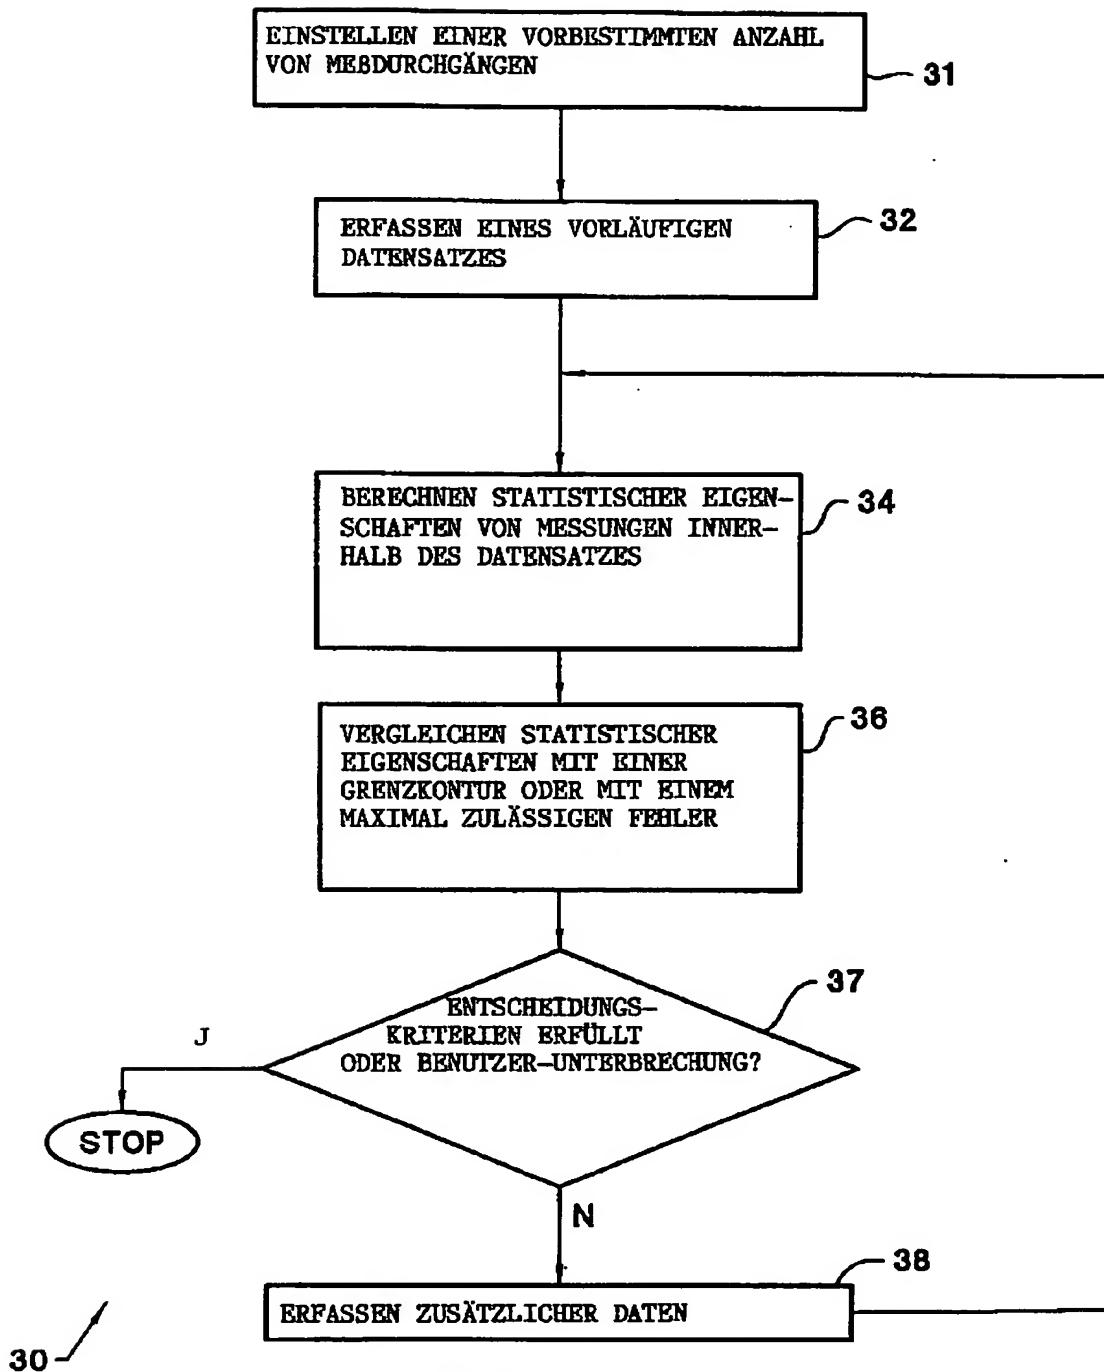 EINSTELLEN EINER VORBESTIMMTEN ANZAHL
VON MEßDURCHGÄNGEN
31
ERFASSEN EINES VORLÄUFIGEN
DATENSATZES
32
BERECHNEN STATISTISCHER EIGEN-
SCHAFTEN VON MESSUNGEN INNER-
HALB DES DATENSATZES
34
VERGLEICHEN STATISTISCHER
EIGENSCHAFTEN MIT EINER
GRENZKONTUR ODER MIT EINEM
MAXIMAL ZULÄSSIGEN FEHLER
36
ENTSCHEIDUNGS-
KRITERIEN ERFÜLLT
ODER BENUTZER-UNTERBRECHUNG?
37
J
STOP
N
ERFASSEN ZUSÄTZLICHER DATEN
38
30